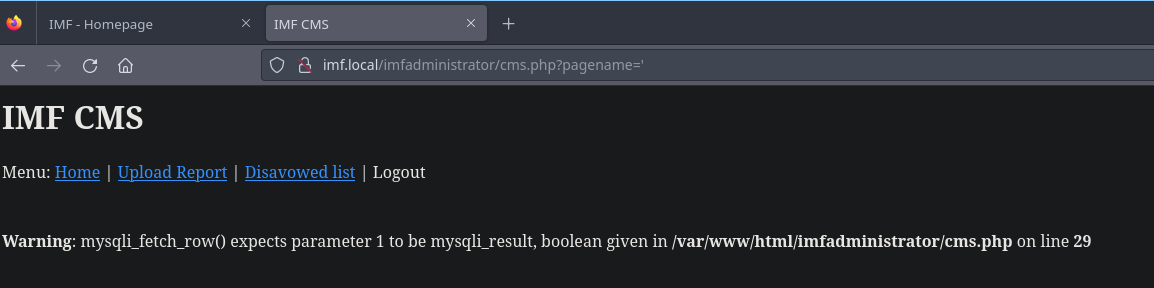 IMF - Homepage
IMF CMS
imf.local/imfadministrator/cms.php?pagename='
IMF CMS
Menu: Home | Upload Report | Disavowed list | Logout
Warning: mysqli_fetch_row() expects parameter 1 to be mysqli_result, boolean given in /var/www/html/imfadministrator/cms.php on line 29